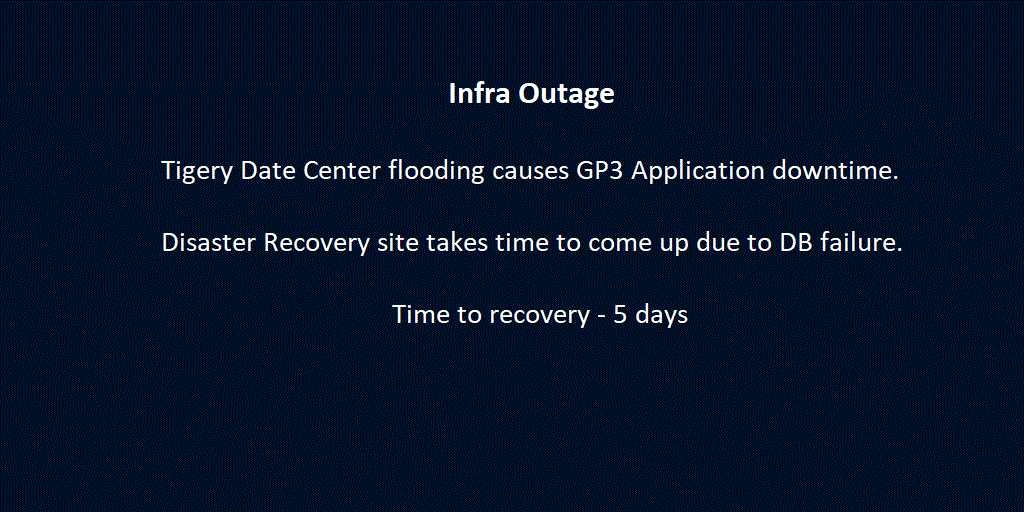 Infra Outage
Tigery Date Center flooding causes GP3 Application downtime.
Disaster Recovery site takes time to come up due to DB failure.
Time to recovery - 5 days